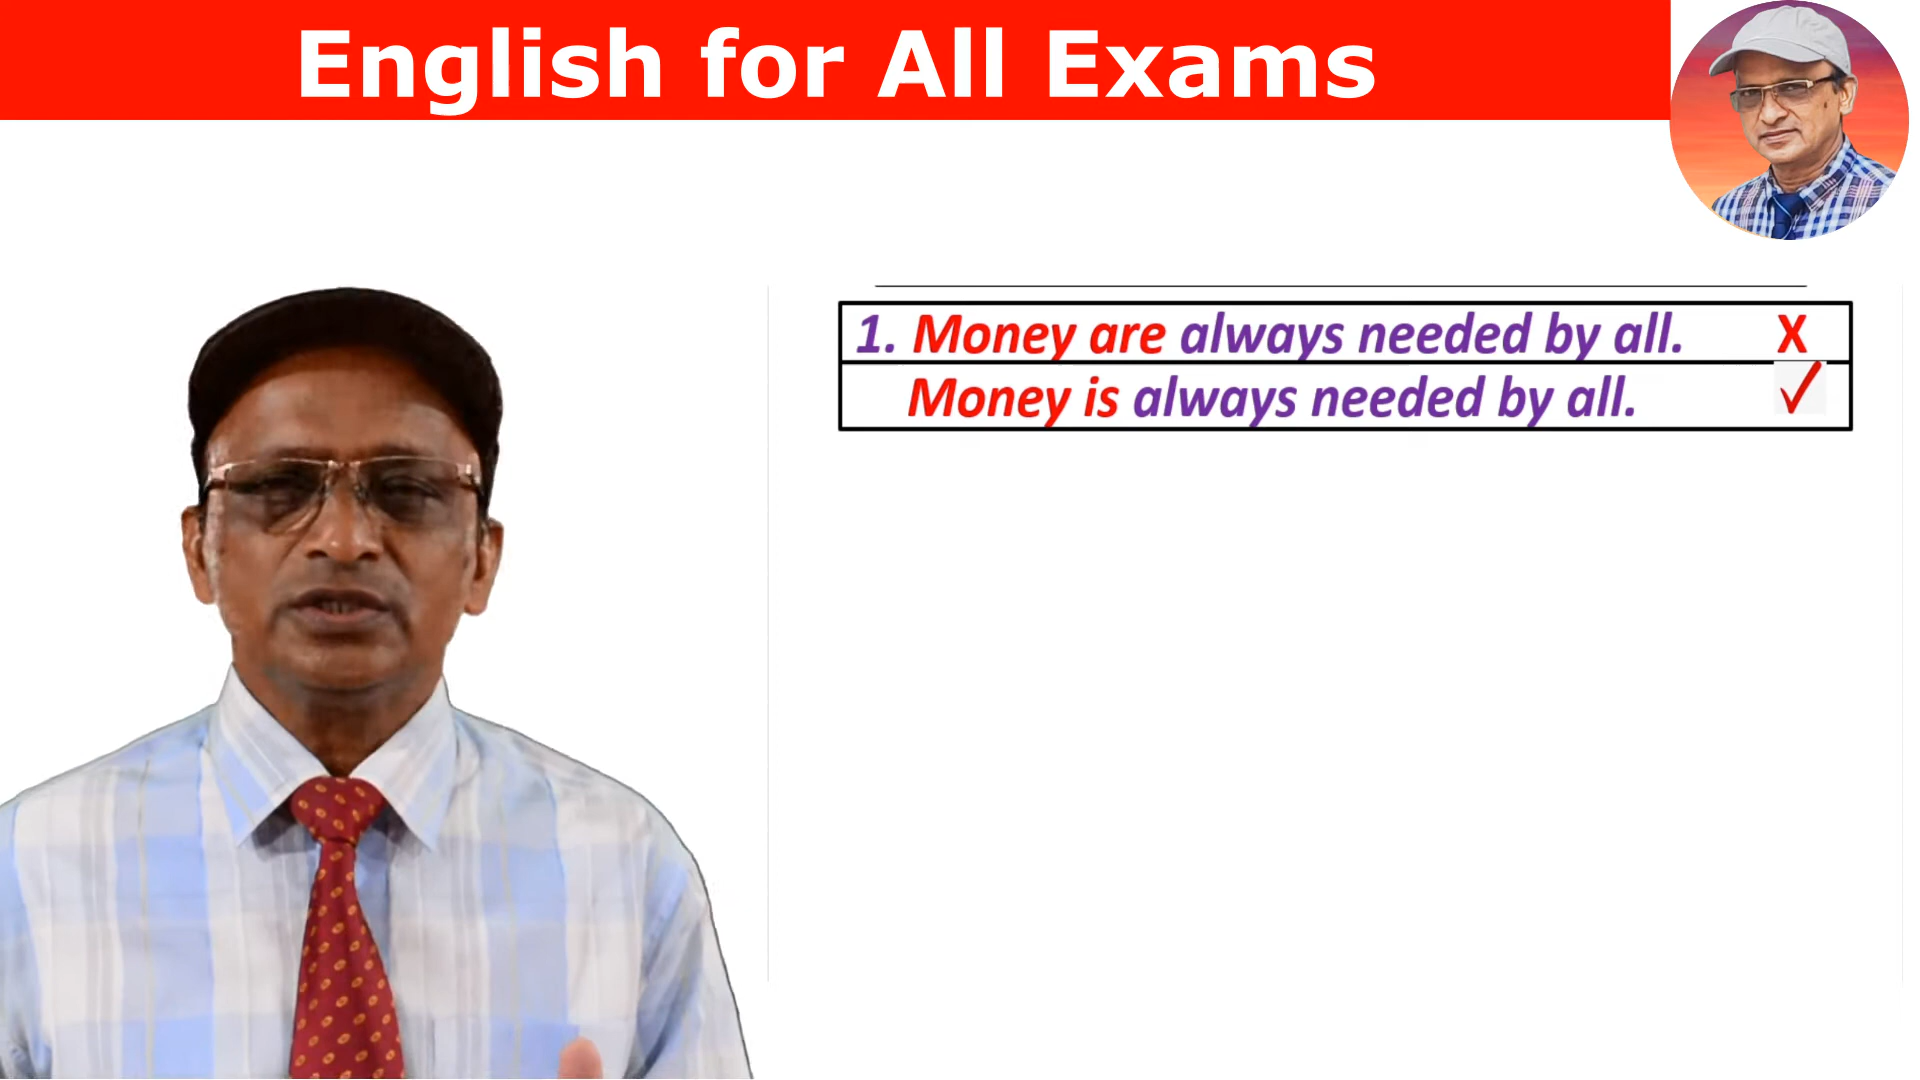 English for All Exams
1. Money are always needed by all. X
Money is always needed by all. ✓